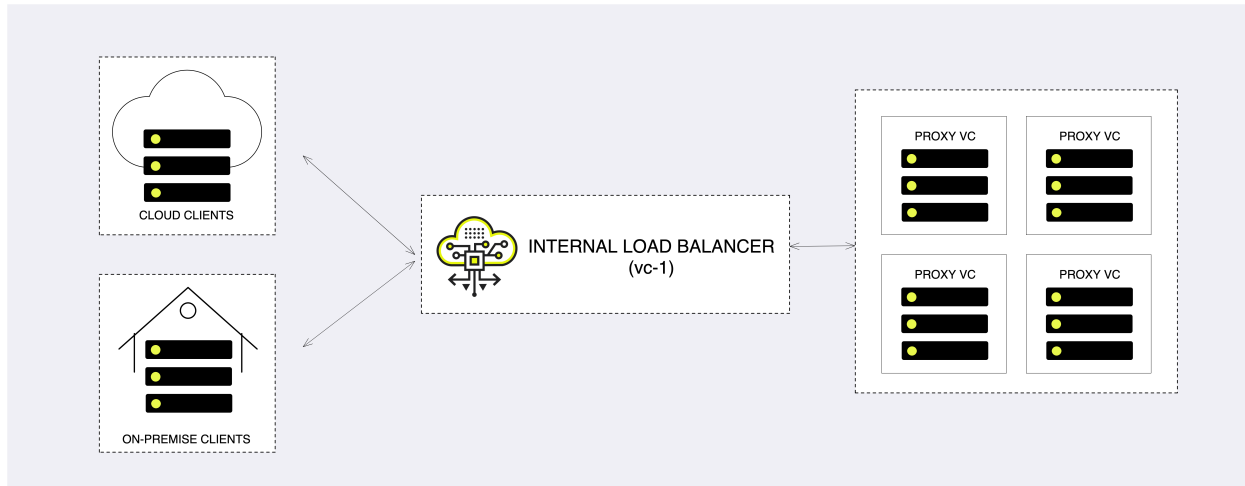 CLOUD CLIENTS
ON-PREMISE CLIENTS
INTERNAL LOAD BALANCER
(vc-1)
PROXY VC
PROXY VC
PROXY VC
PROXY VC